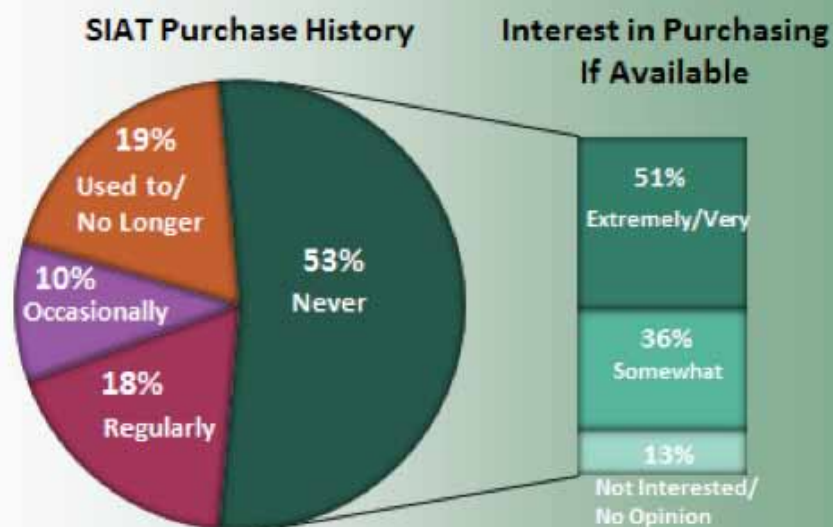 SIAT Purchase History
Interest in Purchasing
If Available
19%
Used to/
No Longer
10%
Occasionally
18%
Regularly
53%
Never
51%
Extremely/Very
36%
Somewhat
13%
Not Interested/
No Opinion